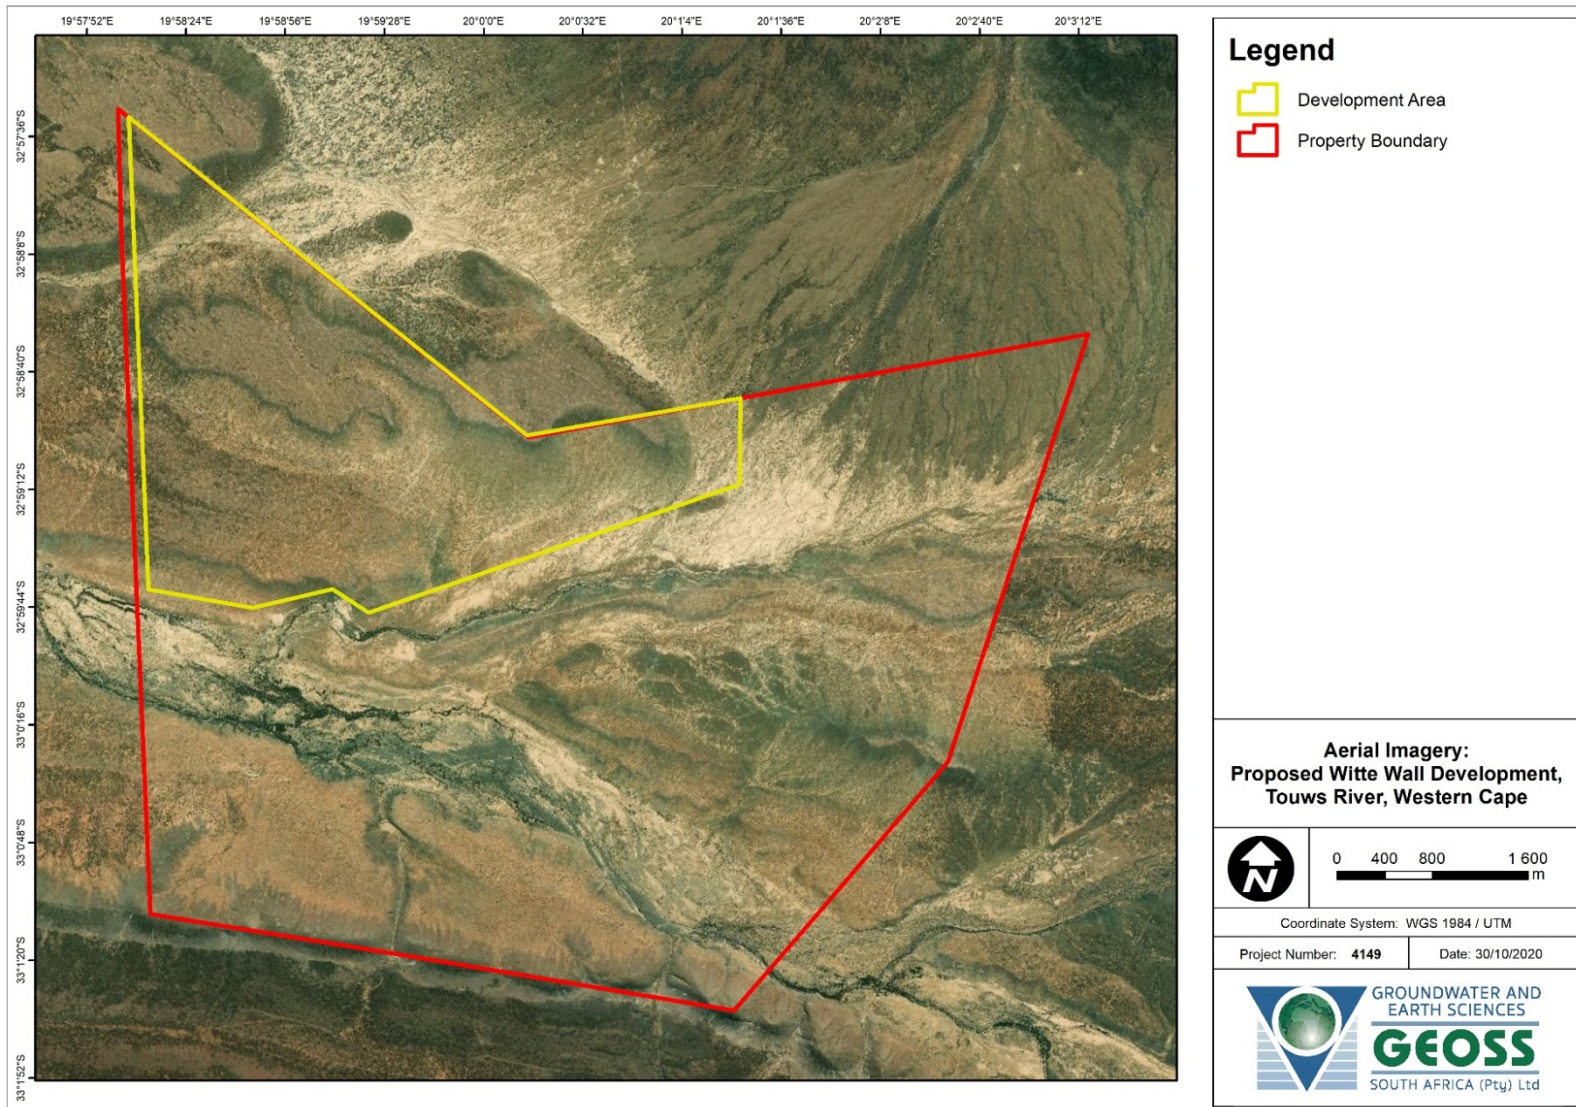 19°57'52"E 19°58'24"E 19°58'56"E 19°59'28"E 20°0'0"E 20°0'32"E 20°1'4"E 20°1'36"E 20°2'8"E 20°2'40"E 20°3'12"E
32°57'36"S
32°58'8"S
32°58'40"S
32°59'12"S
32°59'44"S
33°0'16"S
33°0'48"S
33°1'20"S
33°1'52"S
Legend
Development Area
Property Boundary
Aerial Imagery:
Proposed Witte Wall Development,
Touws River, Western Cape
N
0 400 800 1 600
m
Coordinate System: WGS 1984 / UTM
Project Number: 4149 Date: 30/10/2020
GROUNDWATER AND
EARTH SCIENCES
GEOSS
SOUTH AFRICA (Pty) Ltd